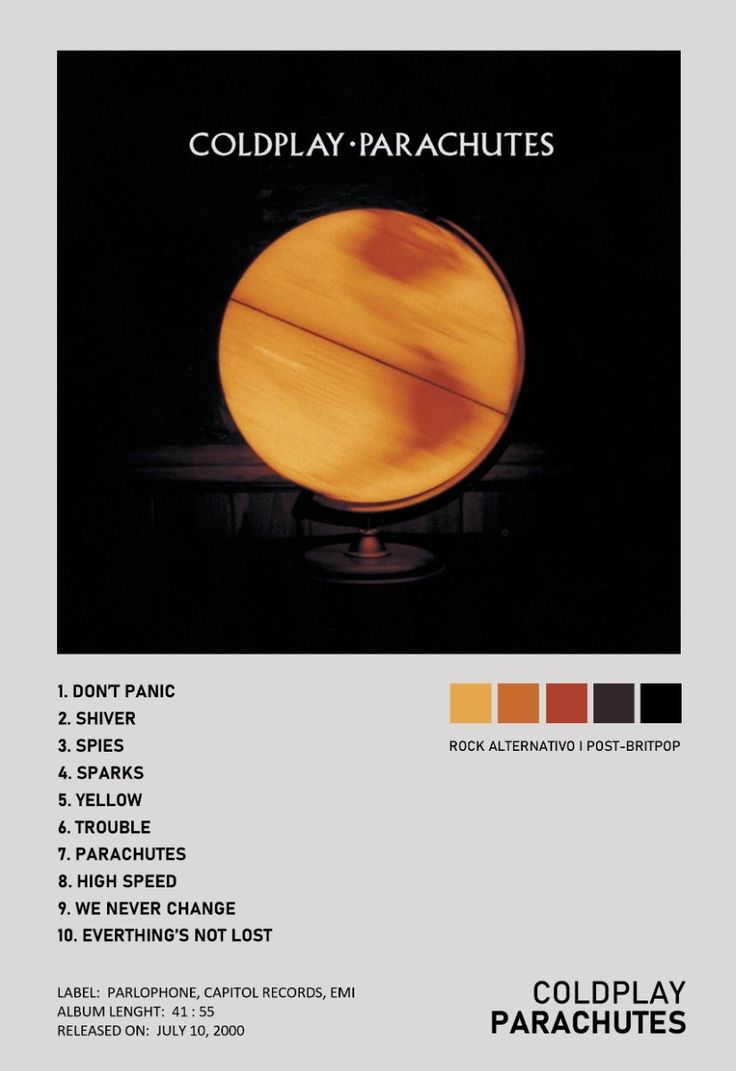 COLDPLAY·PARACHUTES
1. DON'T PANIC
2. SHIVER
3. SPIES
4. SPARKS
5. YELLOW
6. TROUBLE
7. PARACHUTES
8. HIGH SPEED
9. WE NEVER CHANGE
10. EVERTHING'S NOT LOST
ROCK ALTERNATIVO | POST-BRITPOP
LABEL: PARLOPHONE, CAPITOL RECORDS, EMI
ALBUM LENGHT: 41 : 55
RELEASED ON: JULY 10, 2000
COLDPLAY
PARACHUTES